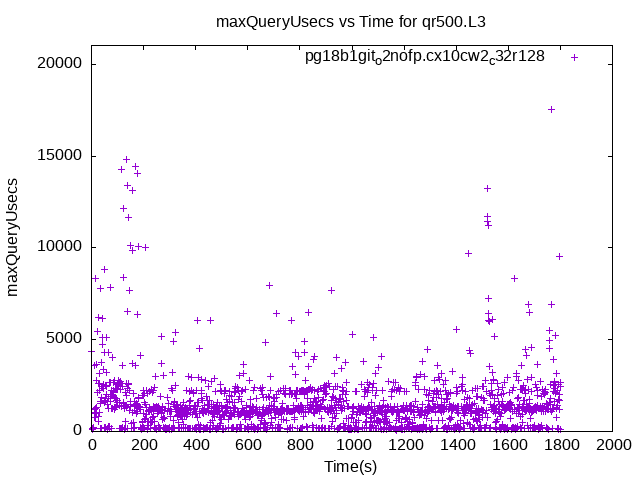 maxQueryUsecs vs Time for qr500.L3
pg18b1git_o2nofp.cx10cw2_c32r128
20000
15000
10000
5000
0
maxQueryUsecs
0 200 400 600 800 1000 1200 1400 1600 1800 2000
Time(s)